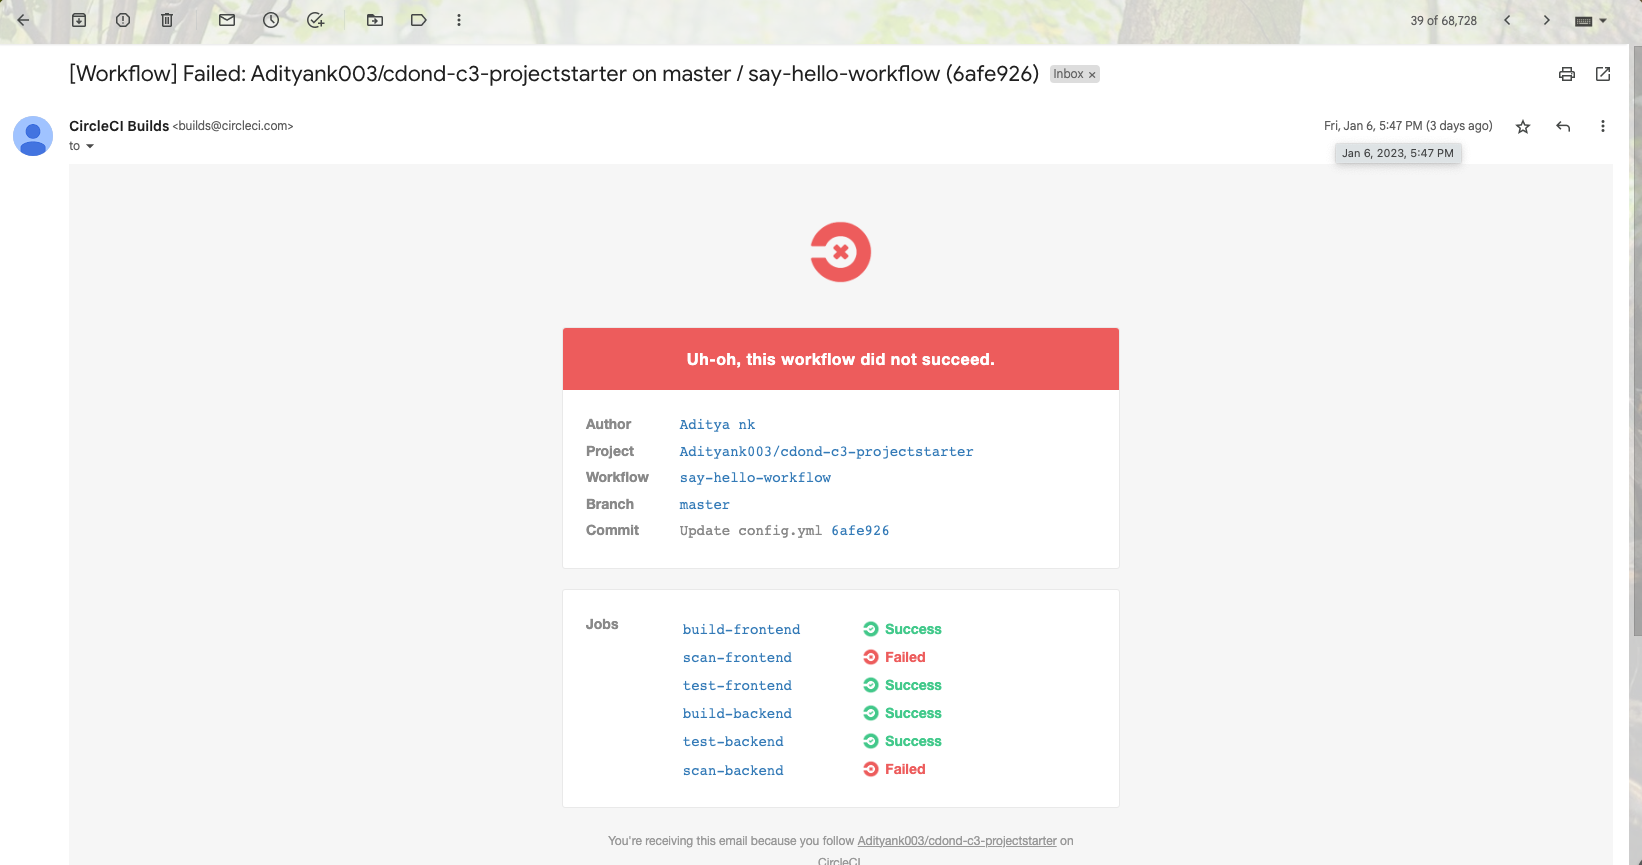 39 of 68,728
[Workflow] Failed: Adityank003/cdond-c3-projectstarter on master / say-hello-workflow (6afe926) Inbox ×
CircleCI Builds <builds@circleci.com> Fri, Jan 6, 5:47 PM (3 days ago)
to
Jan 6, 2023, 5:47 PM
Uh-oh, this workflow did not succeed.
Author Aditya nk
Project Adityank003/cdond-c3-projectstarter
Workflow say-hello-workflow
Branch master
Commit Update config.yml 6afe926
Jobs
build-frontend Success
scan-frontend Failed
test-frontend Success
build-backend Success
test-backend Success
scan-backend Failed
You're receiving this email because you follow Adityank003/cdond-c3-projectstarter on
CircleCI